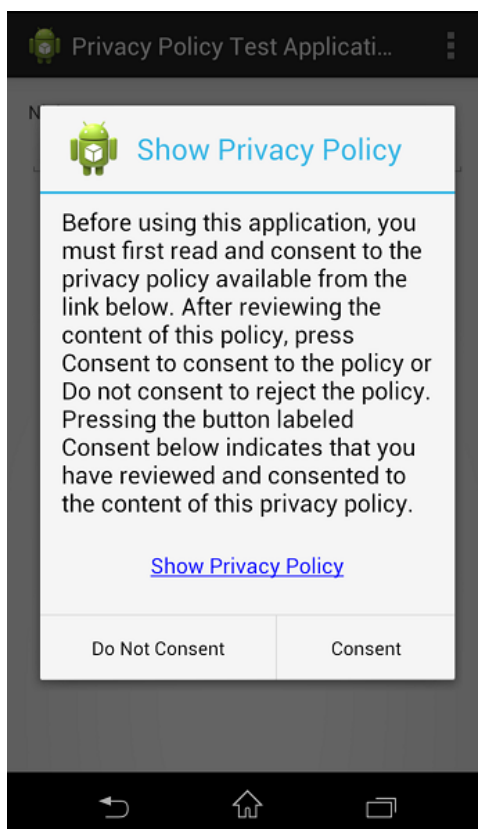 Privacy Policy Test Applicati...
N
Show Privacy Policy
Before using this application, you
must first read and consent to the
privacy policy available from the
link below. After reviewing the
content of this policy, press
Consent to consent to the policy or
Do not consent to reject the policy.
Pressing the button labeled
Consent below indicates that you
have reviewed and consented to
the content of this privacy policy.
Show Privacy Policy
Do Not Consent
Consent